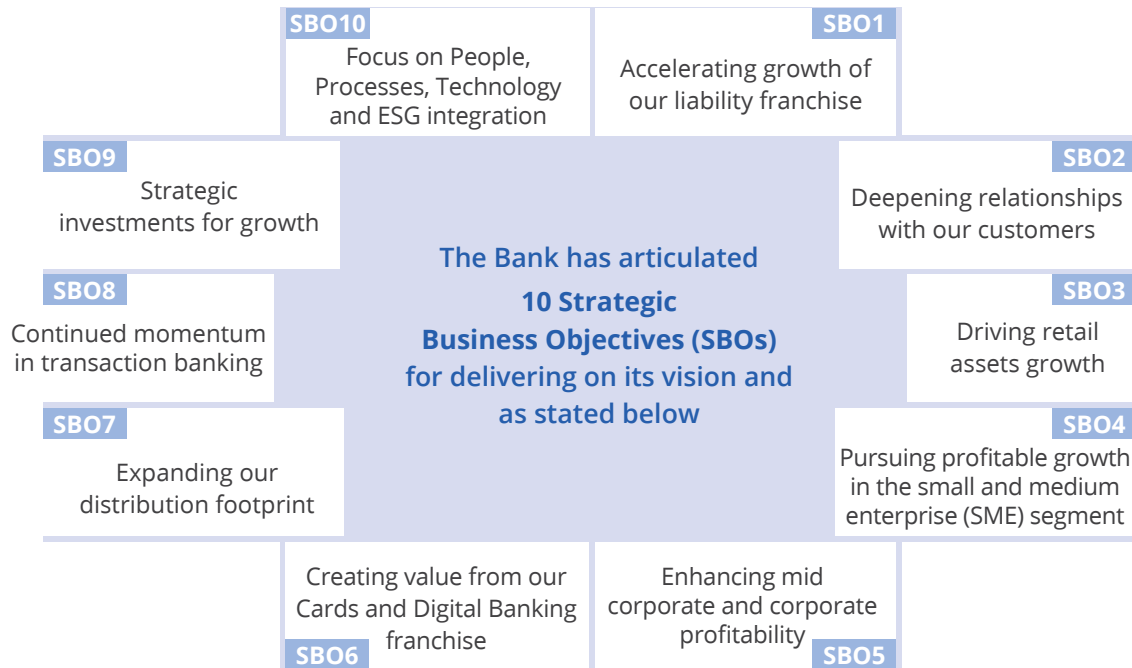 The Bank has articulated
10 Strategic
Business Objectives (SBOs)
for delivering on its vision and
as stated below
SBO1
Accelerating growth of
our liability franchise
SBO2
Deepening relationships
with our customers
SBO3
Driving retail
assets growth
SBO4
Pursuing profitable growth
in the small and medium
enterprise (SME) segment
Enhancing mid
corporate and corporate
profitability
SBO5
Creating value from our
Cards and Digital Banking
franchise
SBO6
SBO7
Expanding our
distribution footprint
SBO8
Continued momentum
in transaction banking
SBO9
Strategic
investments for growth
SBO10
Focus on People,
Processes, Technology
and ESG integration